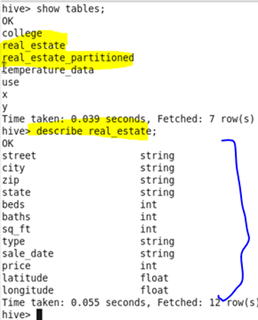 hive> show tables;
OK
college
real_estate
real_estate_partitioned
temperature_data
use
x
y
Time taken: 0.039 seconds, Fetched: 7 row(s)
hive> describe real_estate;
OK
street string
city string
zip string
state string
beds int
baths int
sq_ft int
type string
sale_date string
price int
latitude float
longitude float
Time taken: 0.055 seconds, Fetched: 12 row(s)
hive>